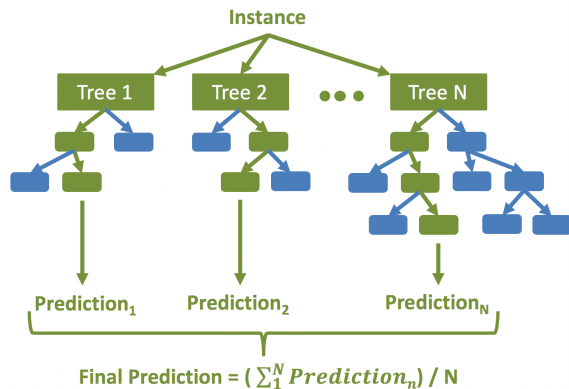 Instance
Tree 1 Tree 2 ••• Tree N
Prediction₁ Prediction₂ Predictionₙ
Final Prediction = ( ∑₁ᴺ Predictionₙ) / N